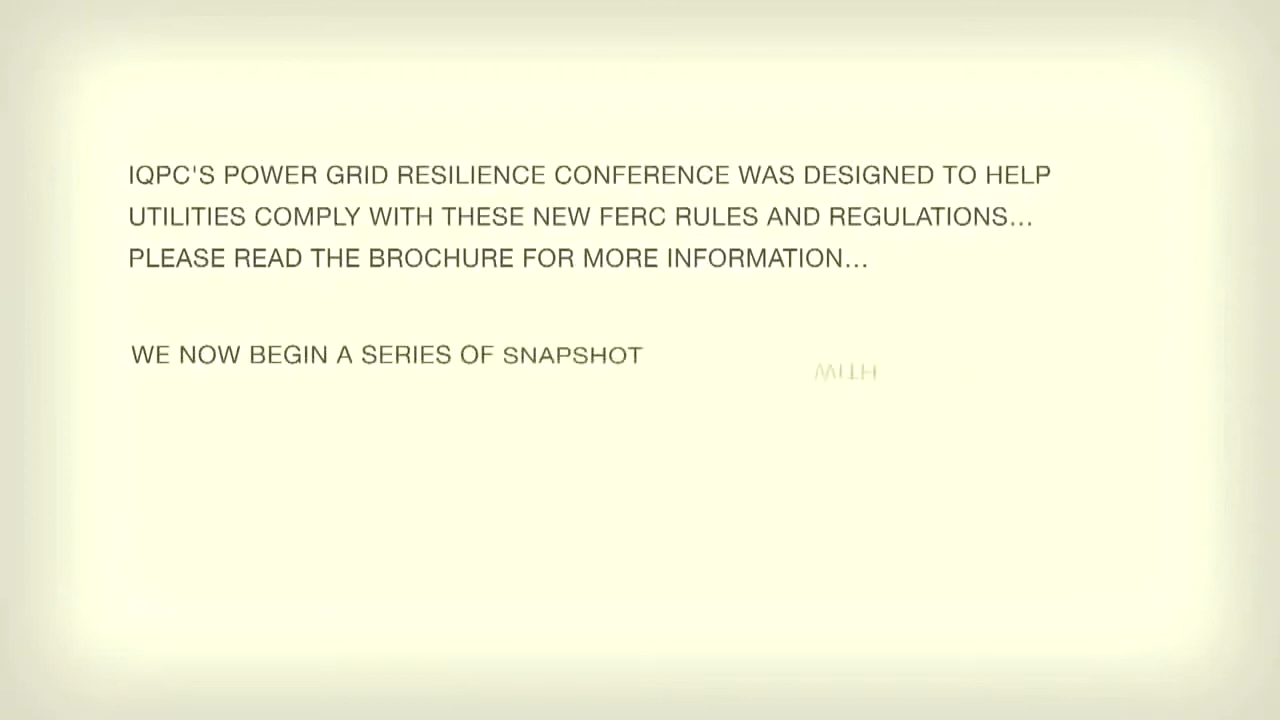 IQPC'S POWER GRID RESILIENCE CONFERENCE WAS DESIGNED TO HELP
UTILITIES COMPLY WITH THESE NEW FERC RULES AND REGULATIONS...
PLEASE READ THE BROCHURE FOR MORE INFORMATION...
WE NOW BEGIN A SERIES OF SNAPSHOT WITH